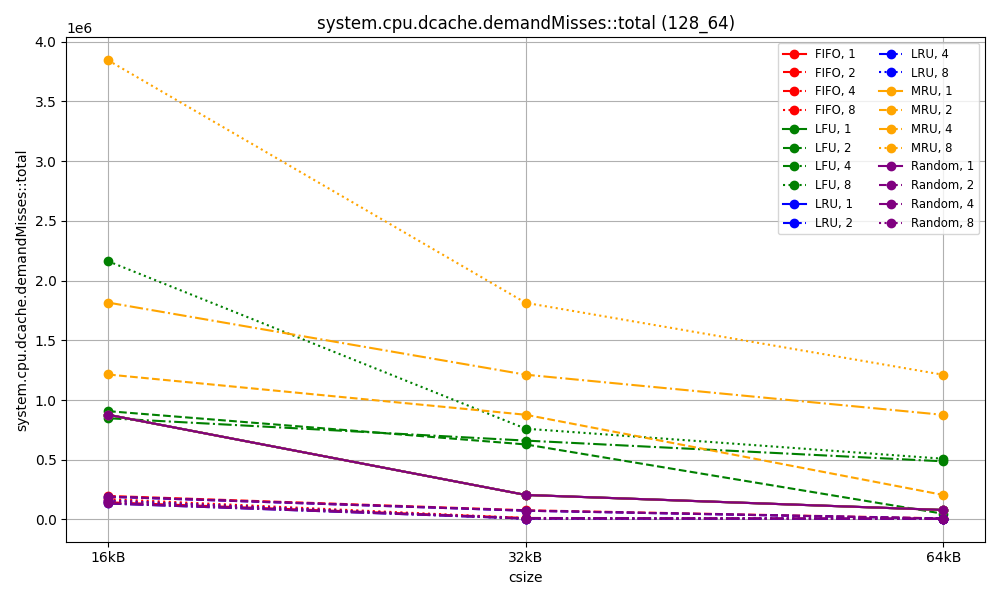 system.cpu.dcache.demandMisses::total (128_64)
1e6
4.0
3.5
3.0
2.5
2.0
1.5
1.0
0.5
0.0
system.cpu.dcache.demandMisses::total
FIFO, 1
FIFO, 2
FIFO, 4
FIFO, 8
LFU, 1
LFU, 2
LFU, 4
LFU, 8
LRU, 1
LRU, 2
LRU, 4
LRU, 8
MRU, 1
MRU, 2
MRU, 4
MRU, 8
Random, 1
Random, 2
Random, 4
Random, 8
16kB
32kB
64kB
csize